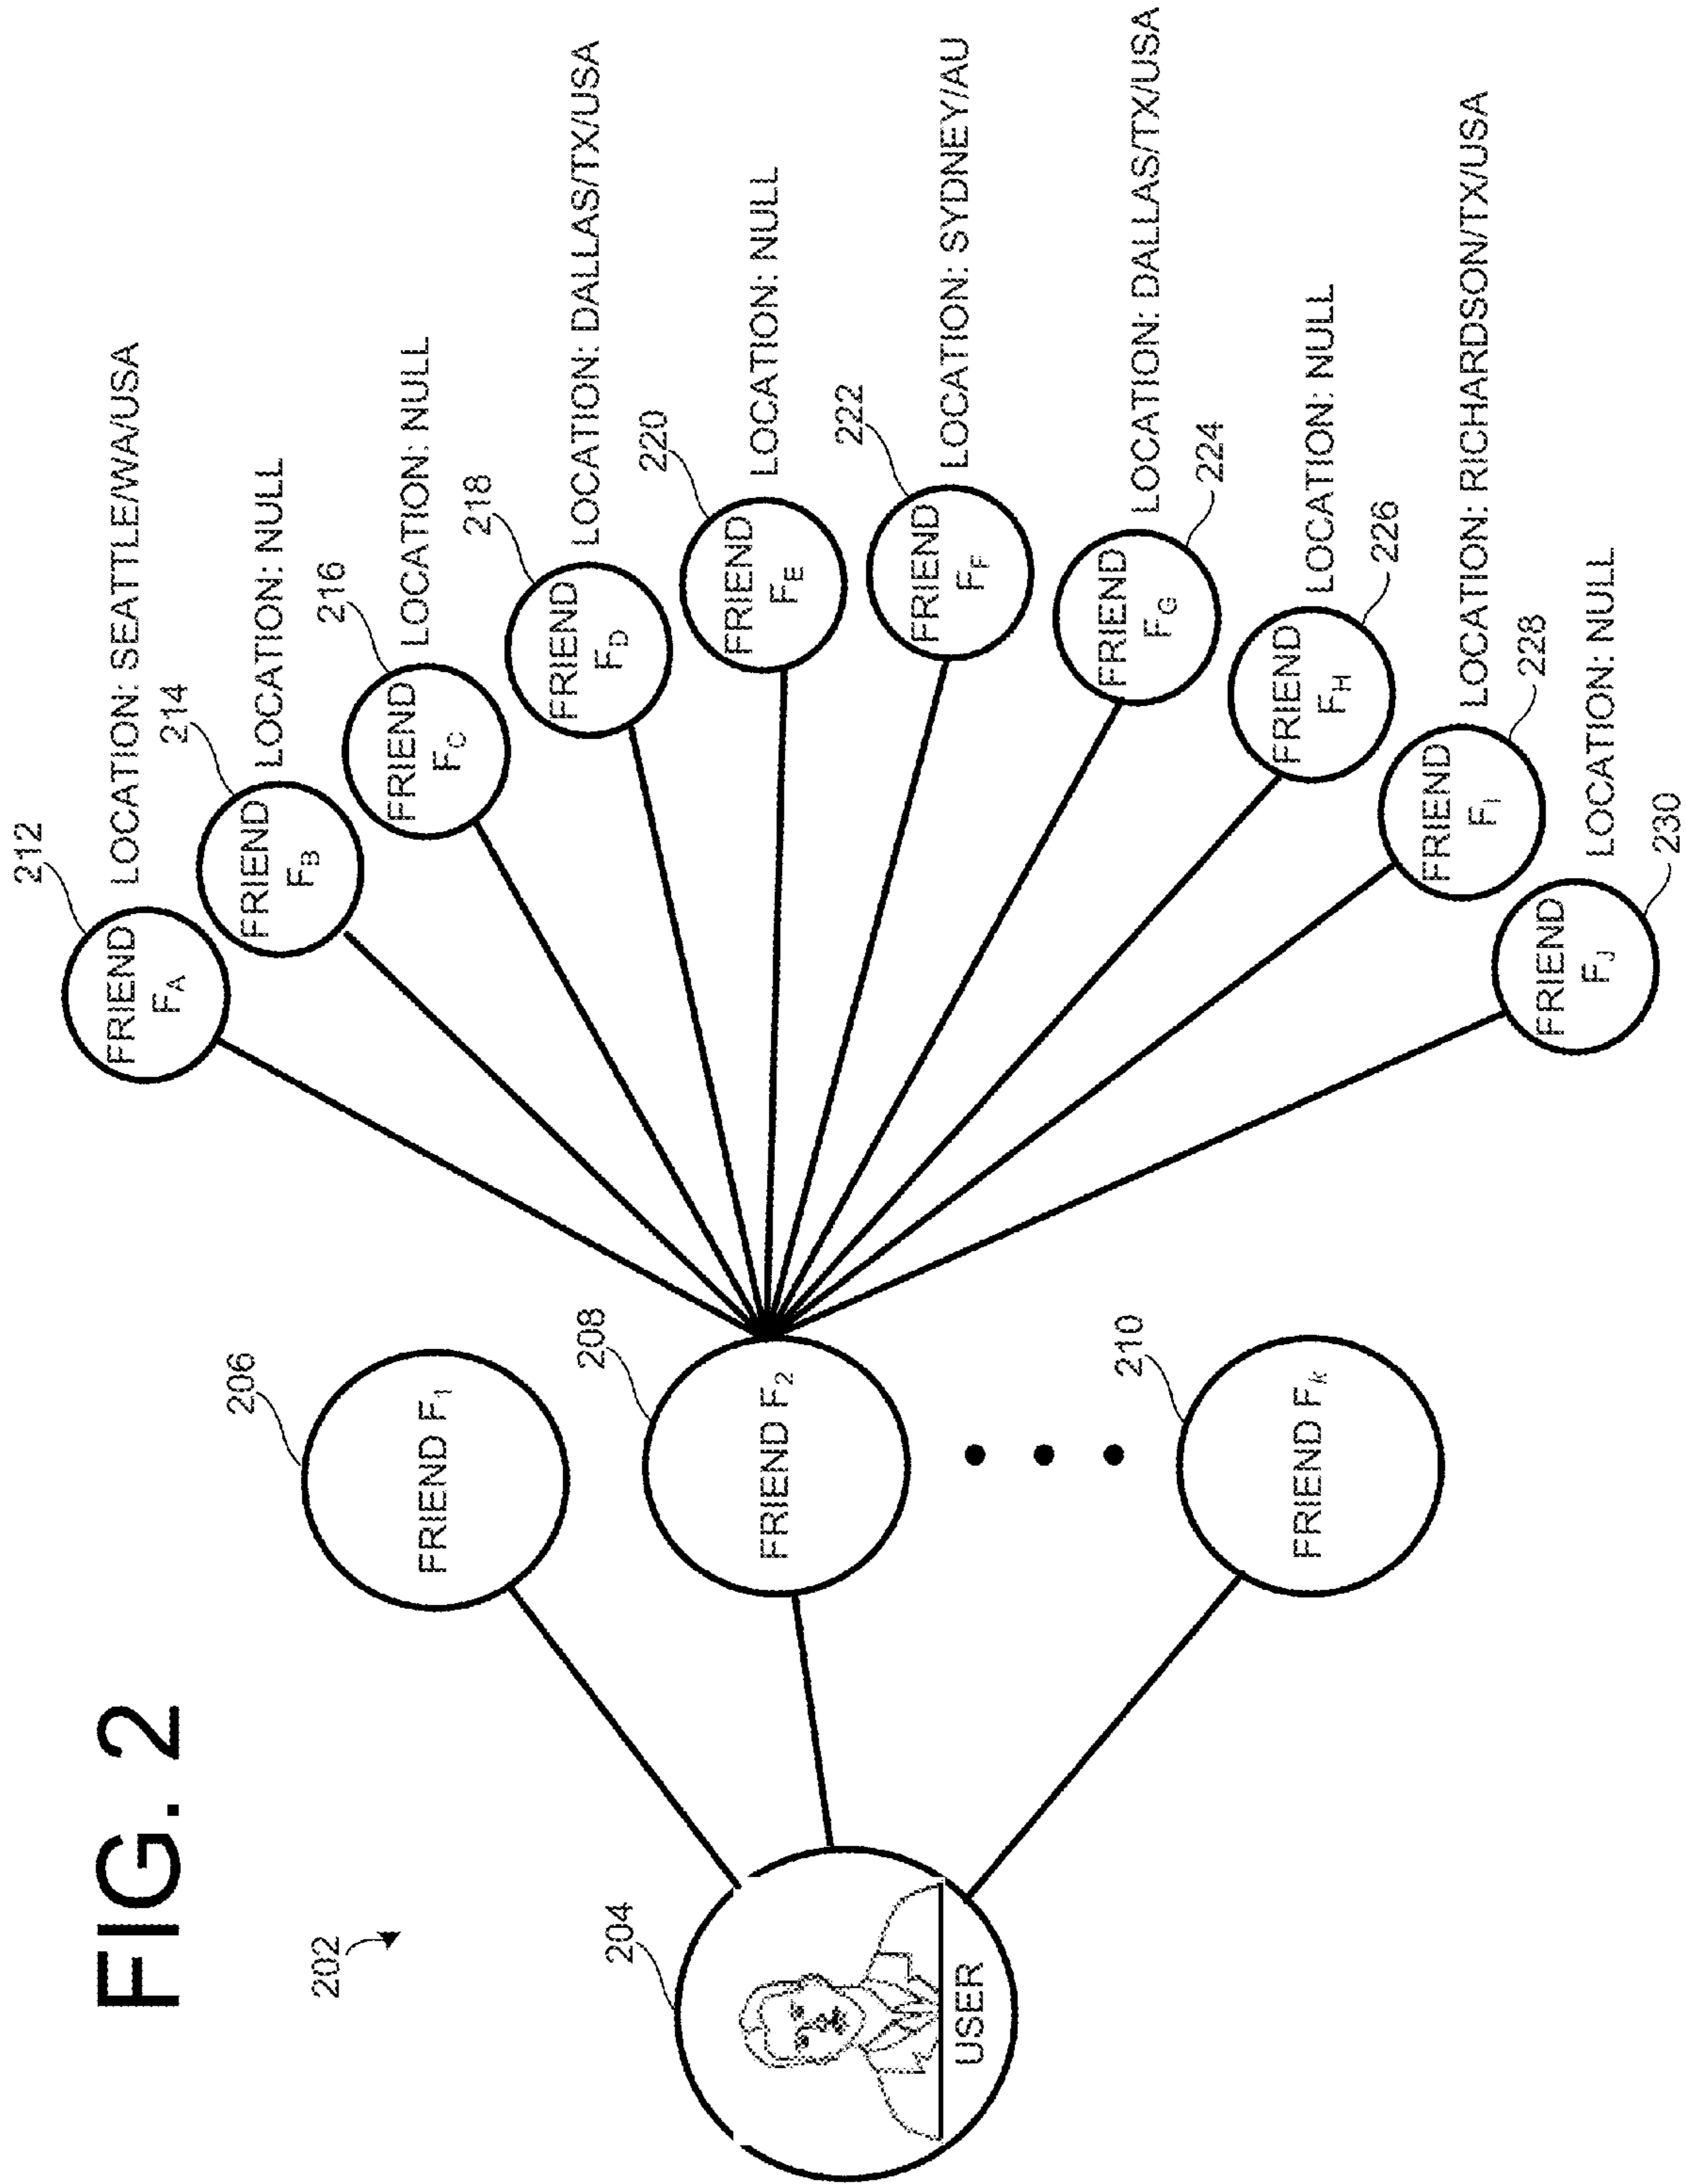 FIG. 2
202
204
USER
206
FRIEND F1
208
FRIEND F2
210
FRIEND Fk
212
FRIEND
FA
LOCATION: SEATTLE/WA/USA
214
FRIEND
FB
LOCATION: NULL
216
FRIEND
FC
LOCATION: NULL
218
FRIEND
FD
LOCATION: DALLAS/TX/USA
220
FRIEND
FE
LOCATION: NULL
222
FRIEND
FF
LOCATION: SYDNEY/AU
224
FRIEND
FG
LOCATION: DALLAS/TX/USA
226
FRIEND
FH
LOCATION: NULL
228
FRIEND
FI
LOCATION: RICHARDSON/TX/USA
230
FRIEND
FJ
LOCATION: NULL